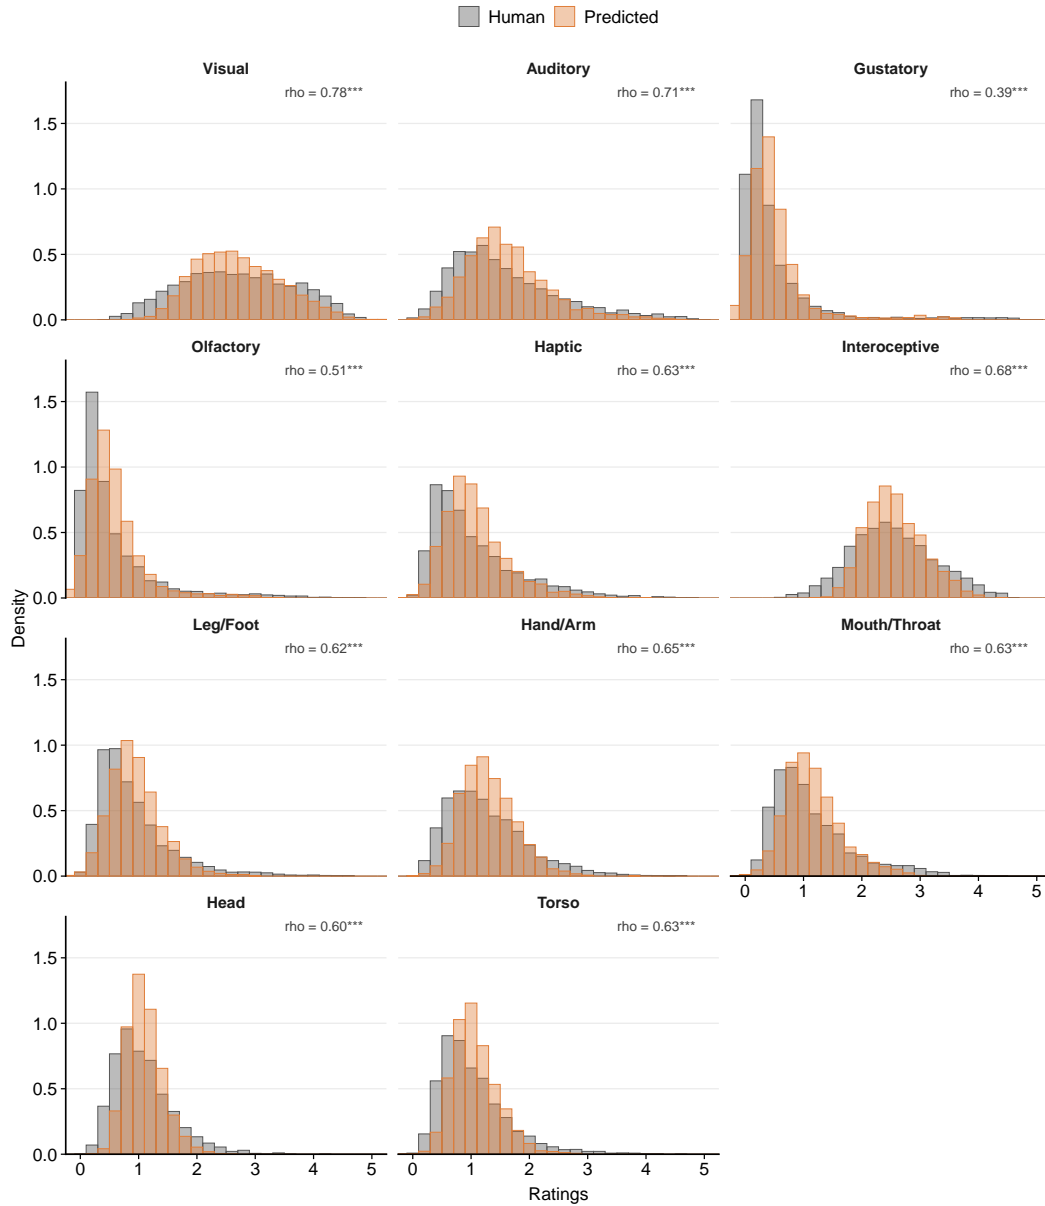 Human Predicted
Visual Auditory Gustatory
rho = 0.78*** rho = 0.71*** rho = 0.39***
1.5
1.0
0.5
0.0
Olfactory Haptic Interoceptive
rho = 0.51*** rho = 0.63*** rho = 0.68***
1.5
1.0
0.5
0.0
Density
Leg/Foot Hand/Arm Mouth/Throat
rho = 0.62*** rho = 0.65*** rho = 0.63***
1.5
1.0
0.5
0.0
0 1 2 3 4 5
Head Torso
rho = 0.60*** rho = 0.63***
1.5
1.0
0.5
0.0
0 1 2 3 4 5 0 1 2 3 4 5
Ratings